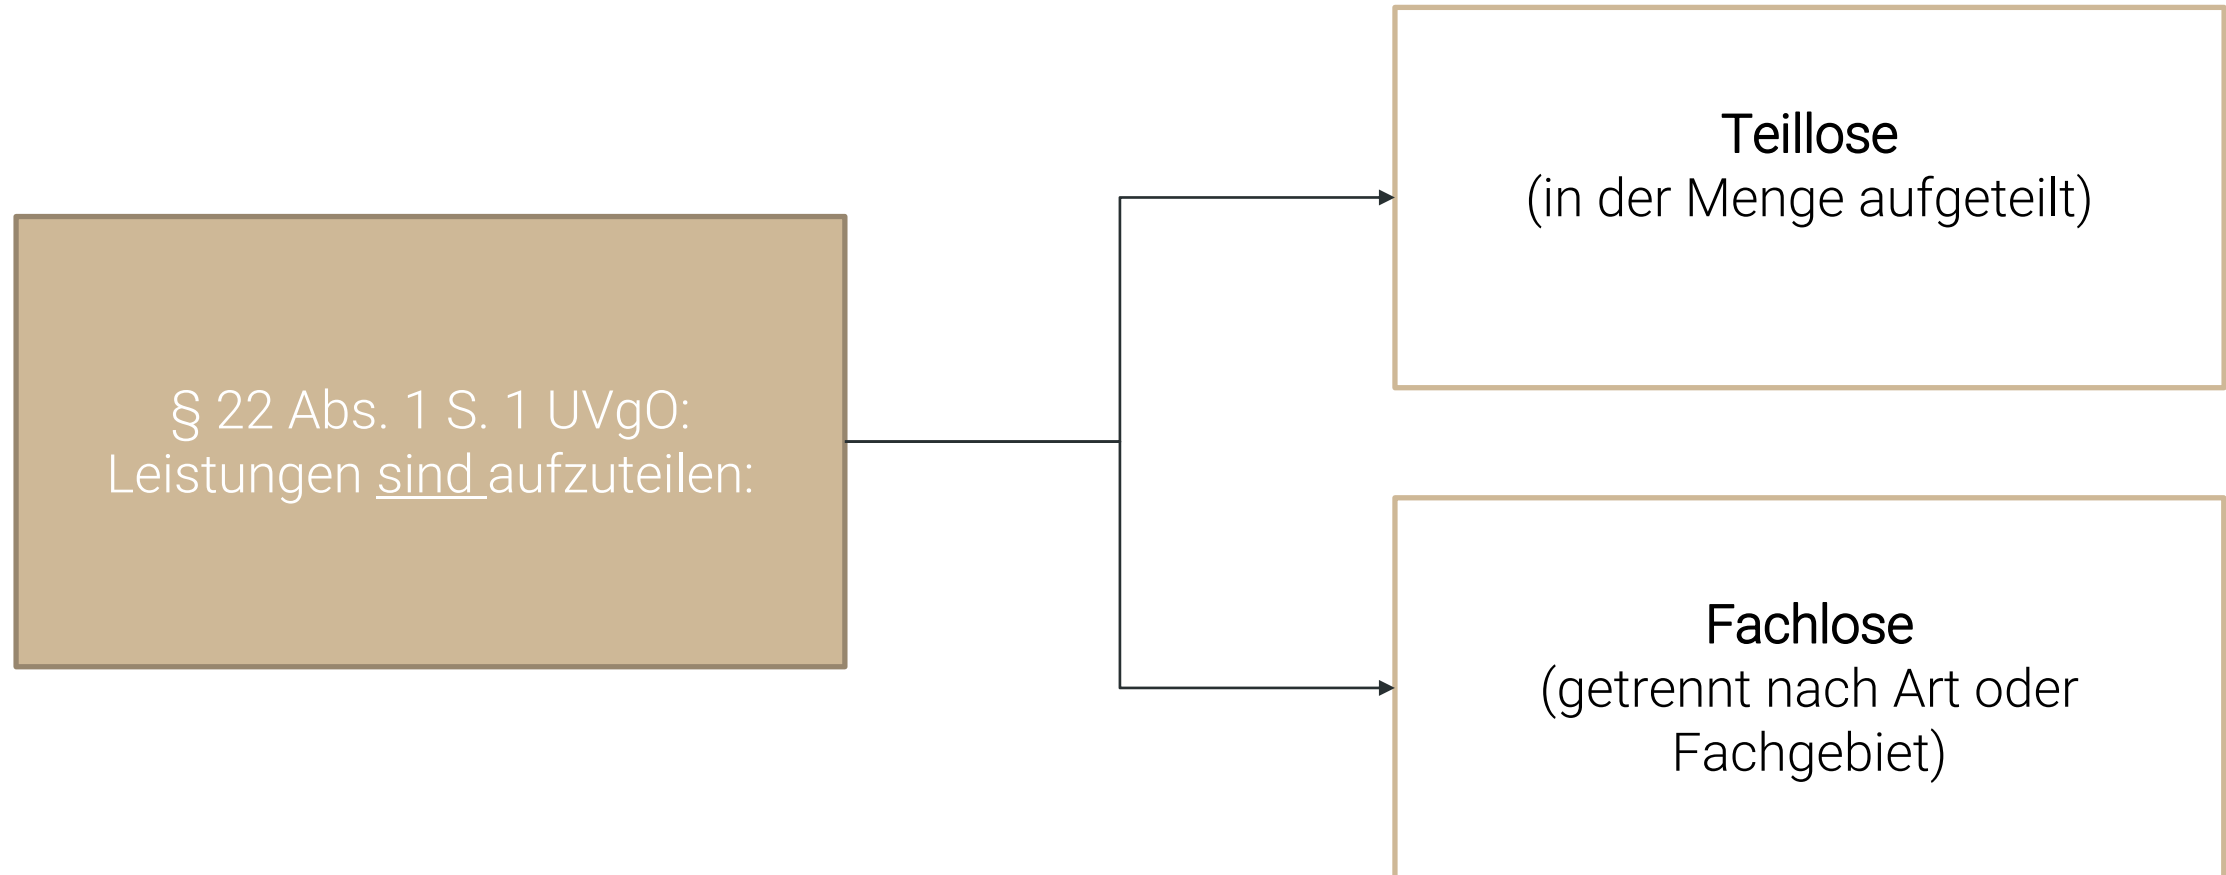 § 22 Abs. 1 S. 1 UVgO:
Leistungen sind aufzuteilen:
Teillose
(in der Menge aufgeteilt)
Fachlose
(getrennt nach Art oder
Fachgebiet)